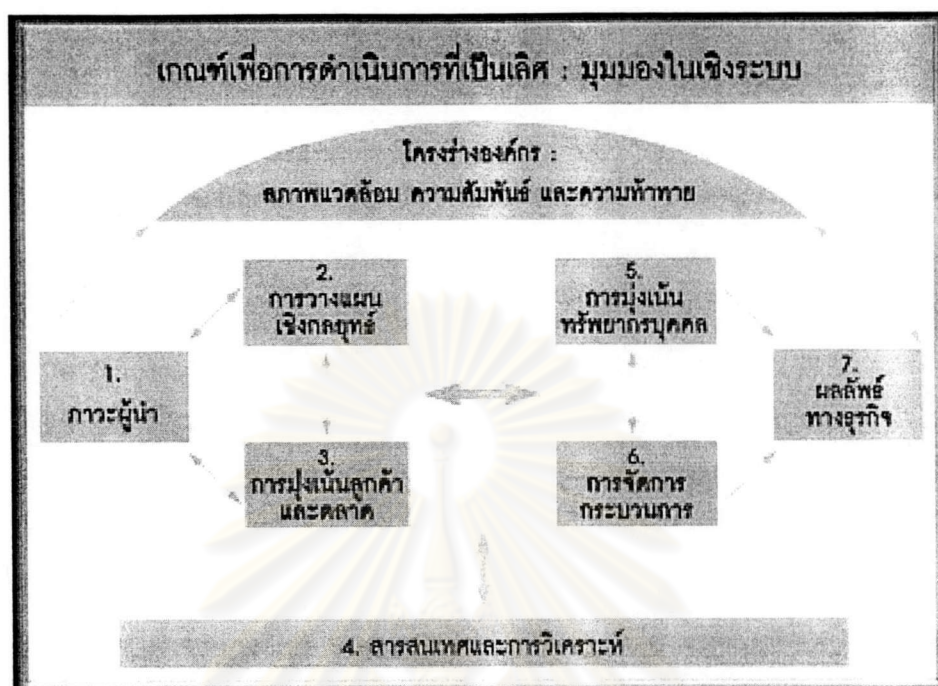 เกณฑ์เพื่อการดำเนินการที่เป็นเลิศ : มุมมองในเชิงระบบ
โครงร่างองค์กร :
สภาพแวดล้อม ความสัมพันธ์ และความท้าทาย
1.
ภาวะผู้นำ
2.
การวางแผน
เชิงกลยุทธ์
3.
การมุ่งเน้นลูกค้า
และตลาด
5.
การมุ่งเน้น
ทรัพยากรบุคคล
6.
การจัดการ
กระบวนการ
7.
ผลลัพธ์
ทางธุรกิจ
4. สารสนเทศและการวิเคราะห์